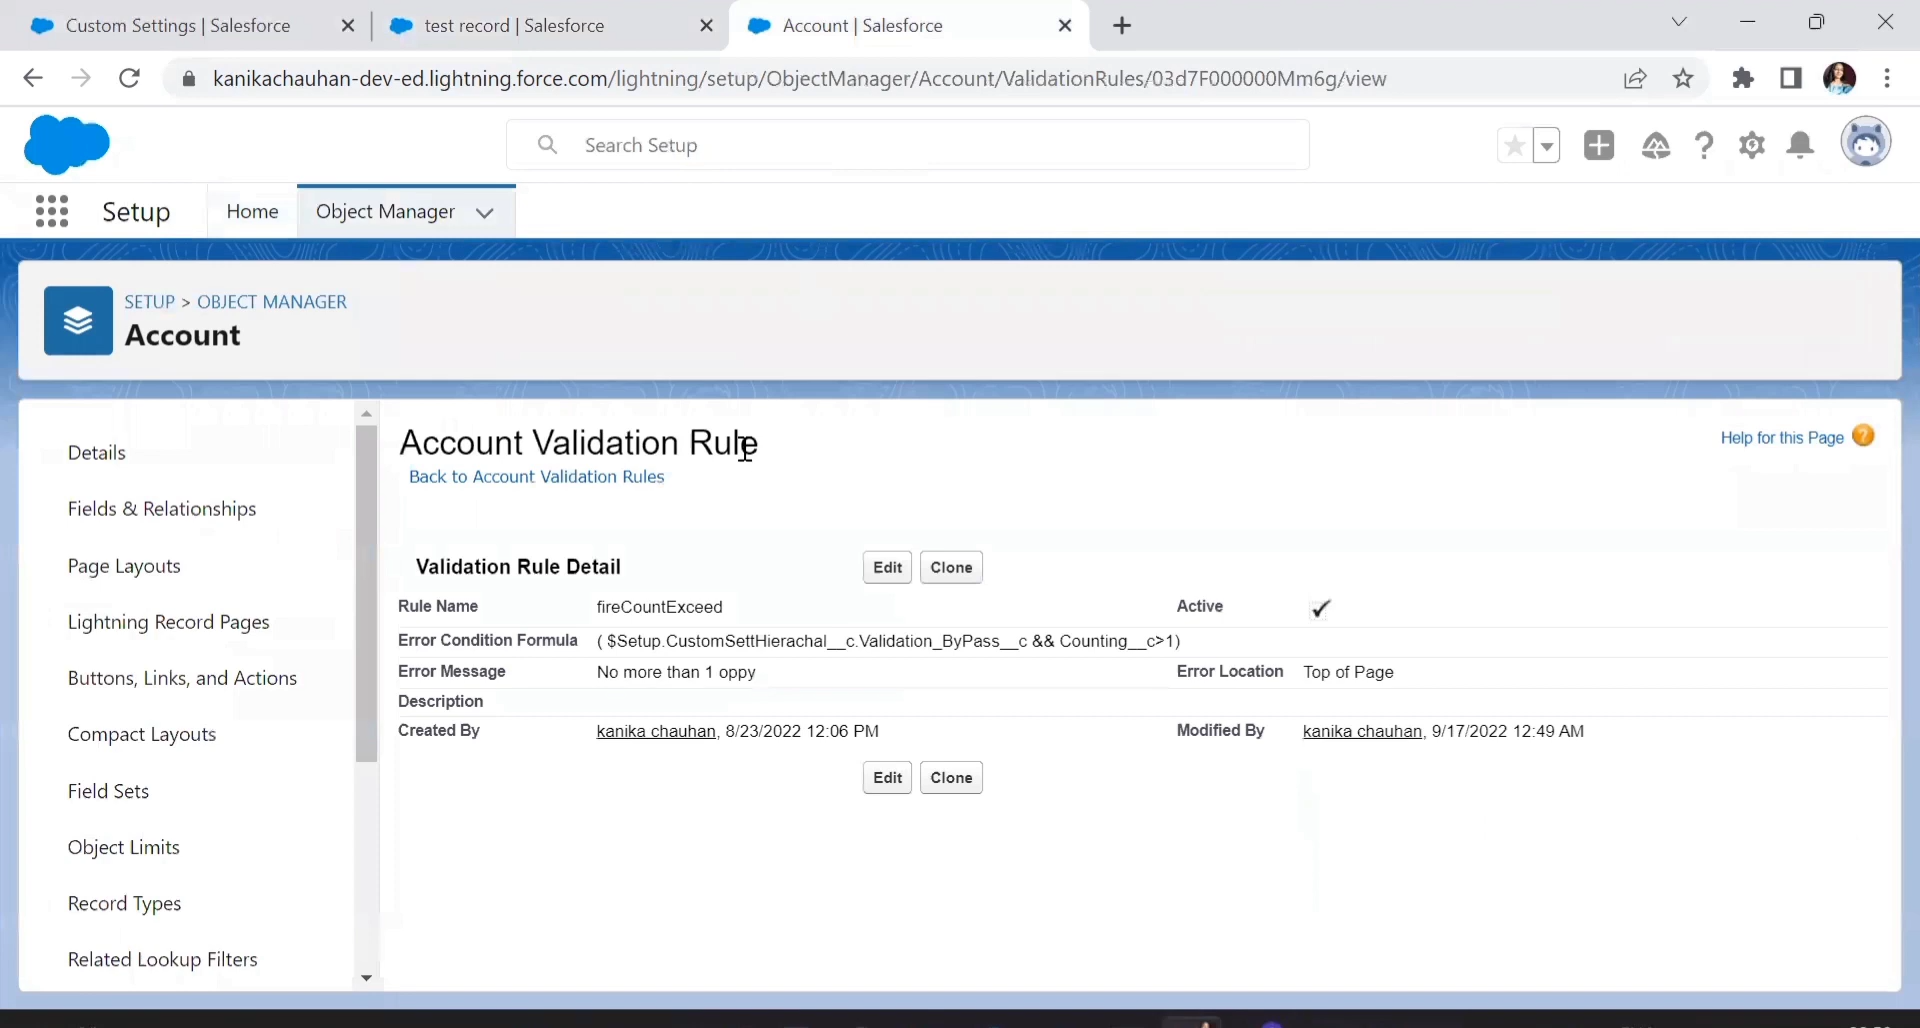 Custom Settings | Salesforce
test record | Salesforce
Account | Salesforce
kanikachauhan-dev-ed.lightning.force.com/lightning/setup/ObjectManager/Account/ValidationRules/03d7F000000Mm6g/view
Search Setup
Setup
Home
Object Manager
SETUP > OBJECT MANAGER
Account
Details
Fields & Relationships
Page Layouts
Lightning Record Pages
Buttons, Links, and Actions
Compact Layouts
Field Sets
Object Limits
Record Types
Related Lookup Filters
Account Validation Rule
Back to Account Validation Rules
Help for this Page
Validation Rule Detail
Edit Clone
Rule Name fireCountExceed Active
Error Condition Formula ( $Setup.CustomSettHierachal__c.Validation_ByPass__c && Counting__c>1)
Error Message No more than 1 oppy Error Location Top of Page
Description
Created By kanika chauhan, 8/23/2022 12:06 PM Modified By kanika chauhan, 9/17/2022 12:49 AM
Edit Clone